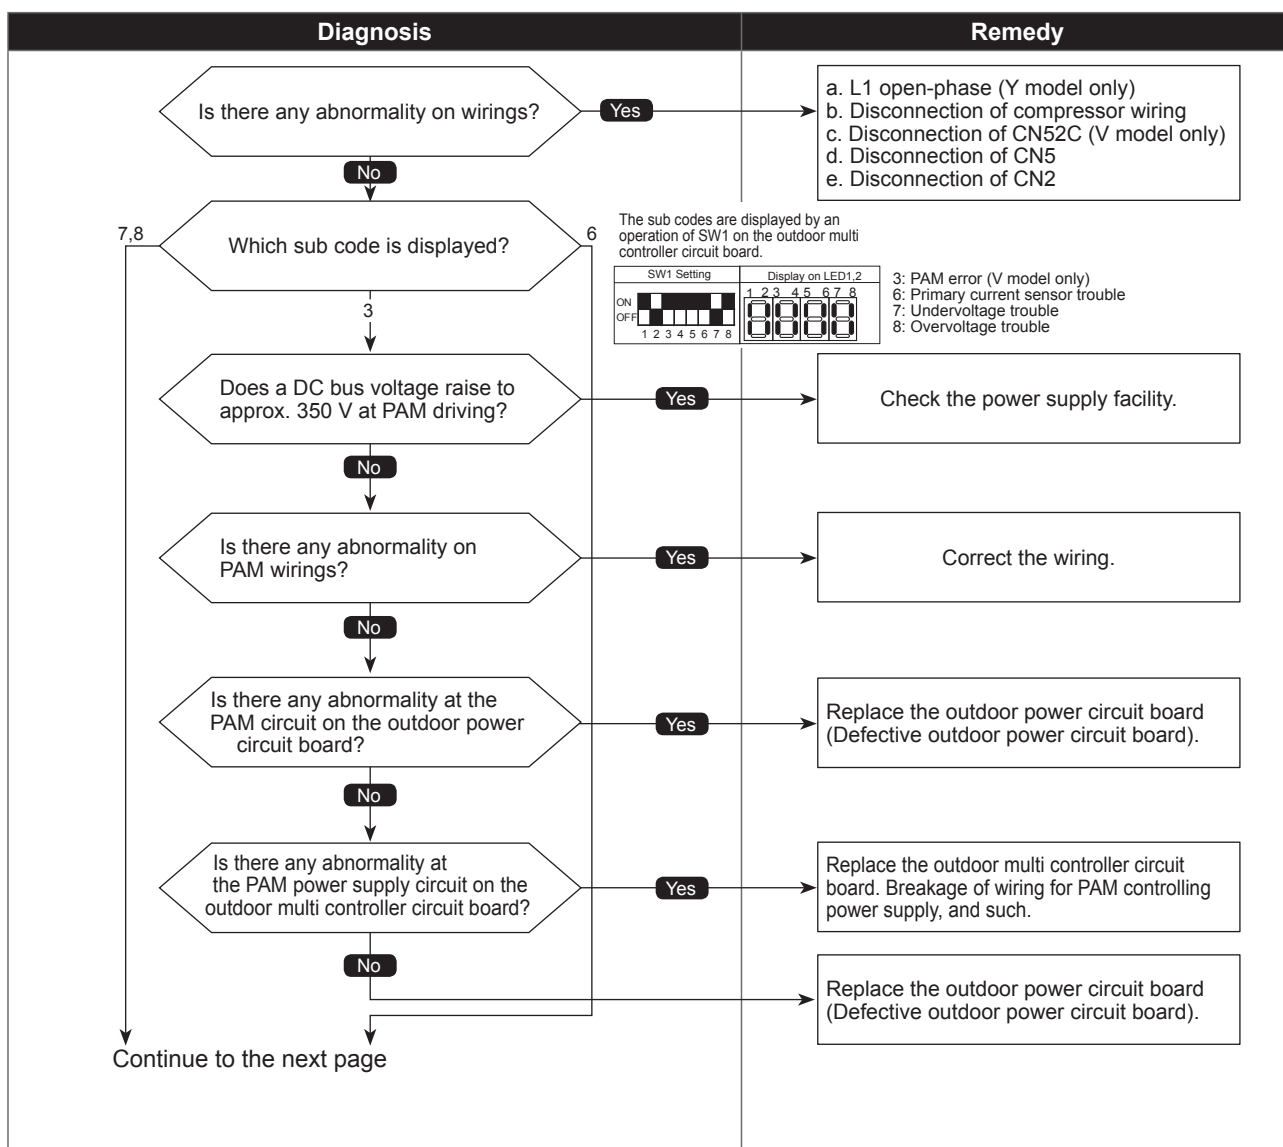 Diagnosis
Remedy
Is there any abnormality on wirings?
Yes
a. L1 open-phase (Y model only)
b. Disconnection of compressor wiring
c. Disconnection of CN52C (V model only)
d. Disconnection of CN5
e. Disconnection of CN2
No
7,8
Which sub code is displayed?
6
3
The sub codes are displayed by an
operation of SW1 on the outdoor multi
controller circuit board.
SW1 Setting
ON
OFF
1 2 3 4 5 6 7 8
Display on LED1,2
1 2 3 4 5 6 7 8
3: PAM error (V model only)
6: Primary current sensor trouble
7: Undervoltage trouble
8: Overvoltage trouble
Does a DC bus voltage raise to
approx. 350 V at PAM driving?
Yes
Check the power supply facility.
No
Is there any abnormality on
PAM wirings?
Yes
Correct the wiring.
No
Is there any abnormality at the
PAM circuit on the outdoor power
circuit board?
Yes
Replace the outdoor power circuit board
(Defective outdoor power circuit board).
No
Is there any abnormality at
the PAM power supply circuit on the
outdoor multi controller circuit board?
Yes
Replace the outdoor multi controller circuit
board. Breakage of wiring for PAM controlling
power supply, and such.
No
Replace the outdoor power circuit board
(Defective outdoor power circuit board).
Continue to the next page